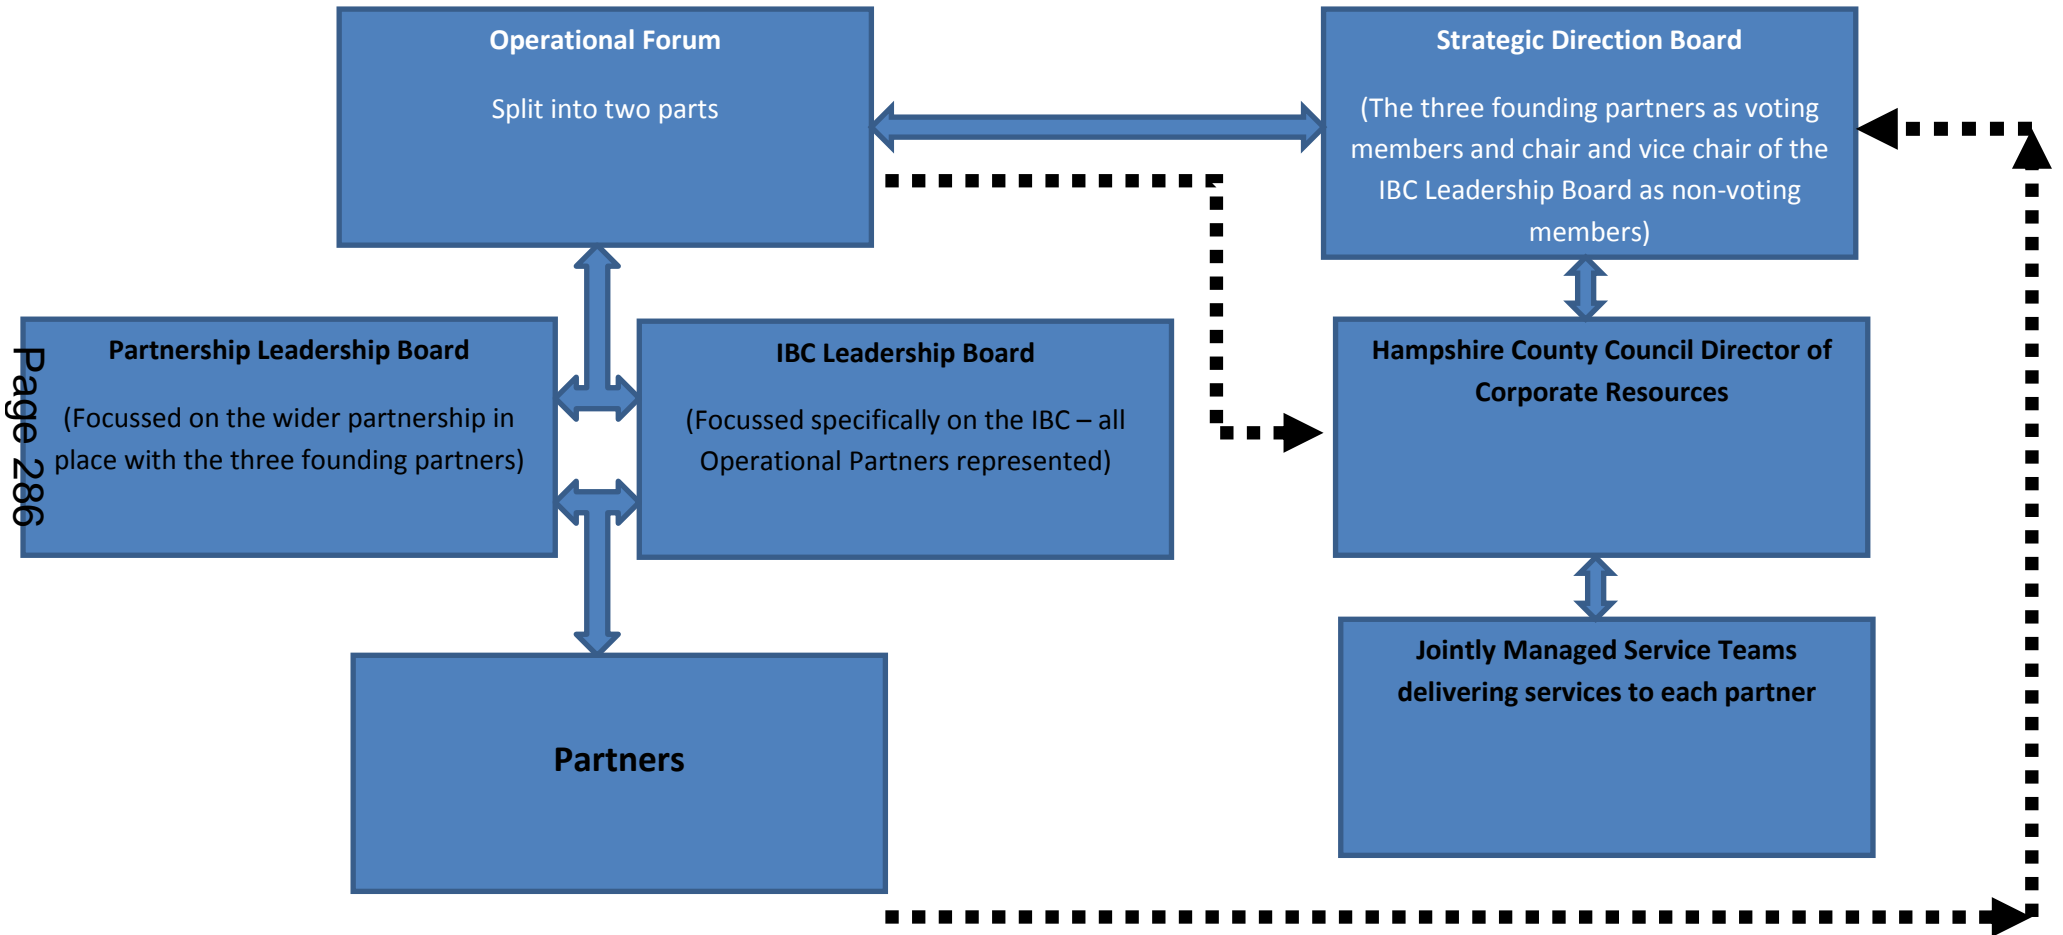 Operational Forum
Split into two parts
Strategic Direction Board
(The three founding partners as voting
members and chair and vice chair of the
IBC Leadership Board as non-voting
members)
Partnership Leadership Board
(Focussed on the wider partnership in
place with the three founding partners)
IBC Leadership Board
(Focussed specifically on the IBC – all
Operational Partners represented)
Hampshire County Council Director of
Corporate Resources
Page 286
Partners
Jointly Managed Service Teams
delivering services to each partner